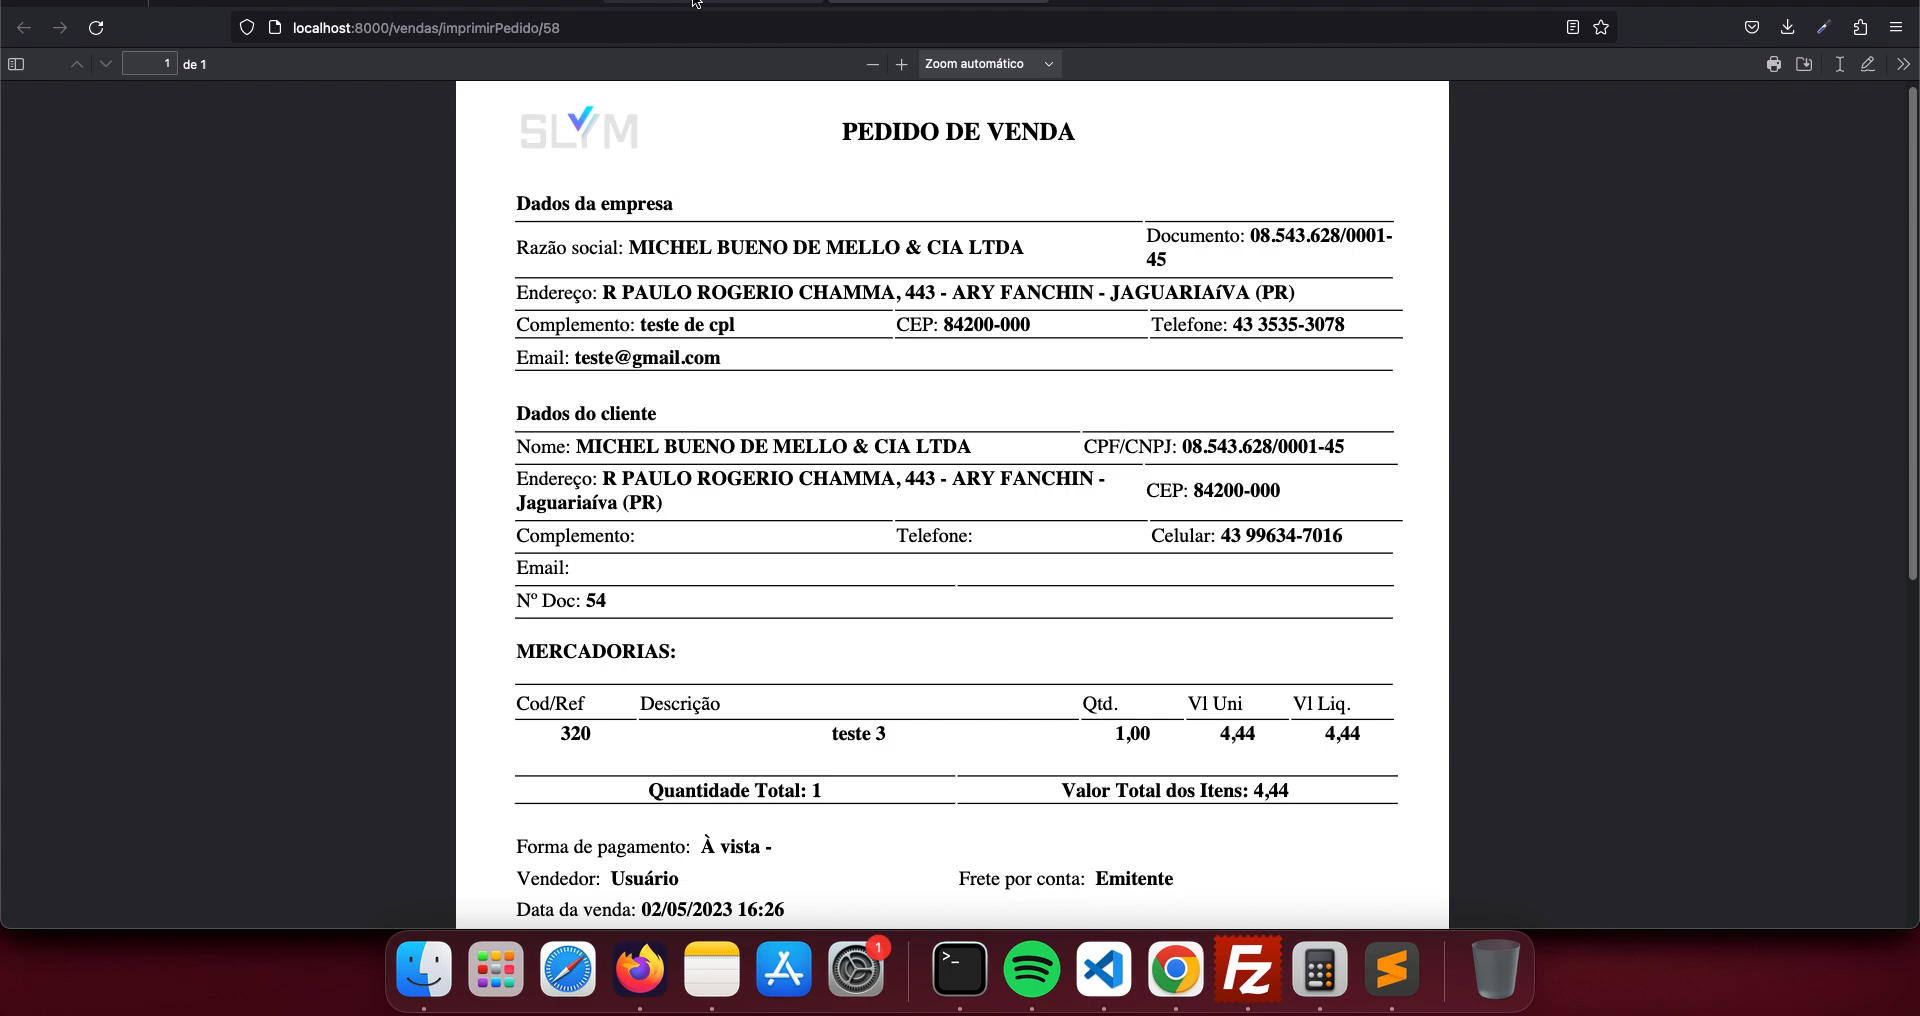 localhost:8000/vendas/imprimirPedido/58
1 de 1
Zoom automático
SLYM
PEDIDO DE VENDA
Dados da empresa
Razão social: MICHEL BUENO DE MELLO & CIA LTDA Documento: 08.543.628/0001-
45
Endereço: R PAULO ROGERIO CHAMMA, 443 - ARY FANCHIN - JAGUARIAíVA (PR)
Complemento: teste de cpl CEP: 84200-000 Telefone: 43 3535-3078
Email: teste@gmail.com
Dados do cliente
Nome: MICHEL BUENO DE MELLO & CIA LTDA CPF/CNPJ: 08.543.628/0001-45
Endereço: R PAULO ROGERIO CHAMMA, 443 - ARY FANCHIN -
Jaguariaíva (PR)
CEP: 84200-000
Complemento: Telefone: Celular: 43 99634-7016
Email:
Nº Doc: 54
MERCADORIAS:
Cod/Ref Descrição Qtd. Vl Uni Vl Liq.
320 teste 3 1,00 4,44 4,44
Quantidade Total: 1 Valor Total dos Itens: 4,44
Forma de pagamento: À vista -
Vendedor: Usuário Frete por conta: Emitente
Data da venda: 02/05/2023 16:26
1
>_
Fz